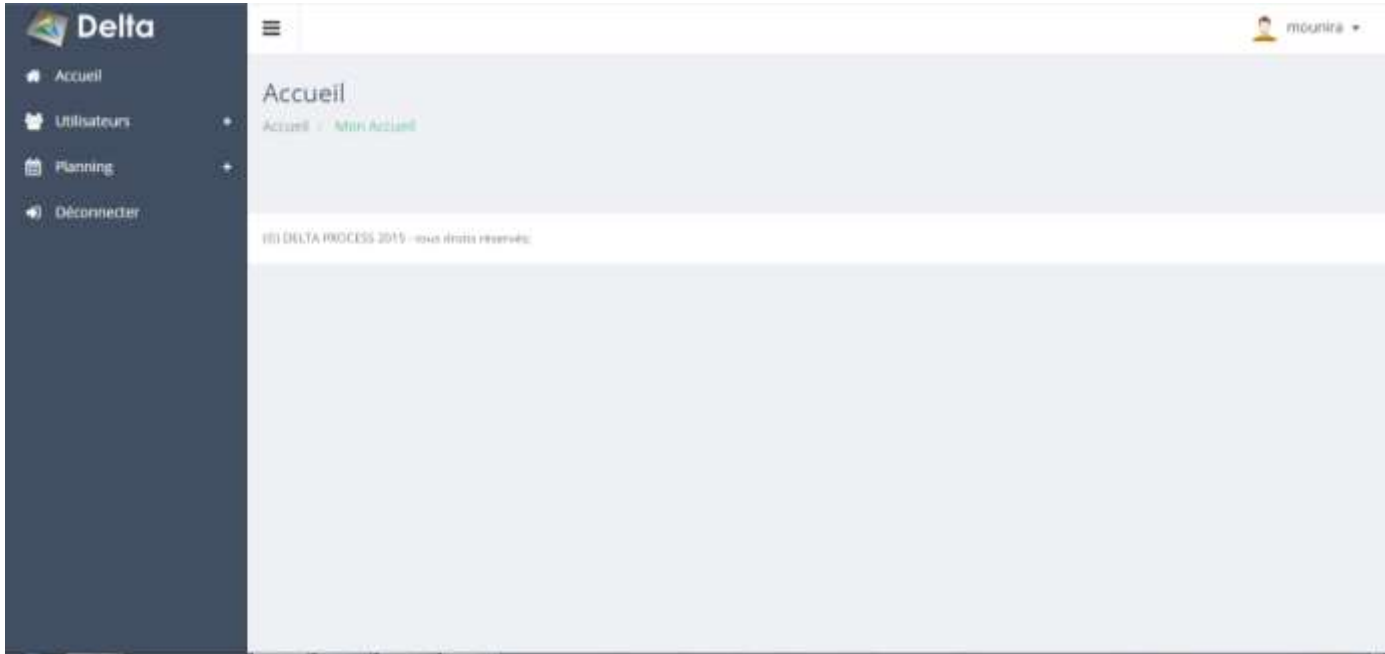 Delta
mounira
Accueil
Utilisateurs
Planning
Déconnecter
Accueil
Accueil / Mon Accueil
DELTA PROCESS 2015 - tous droits réservés;